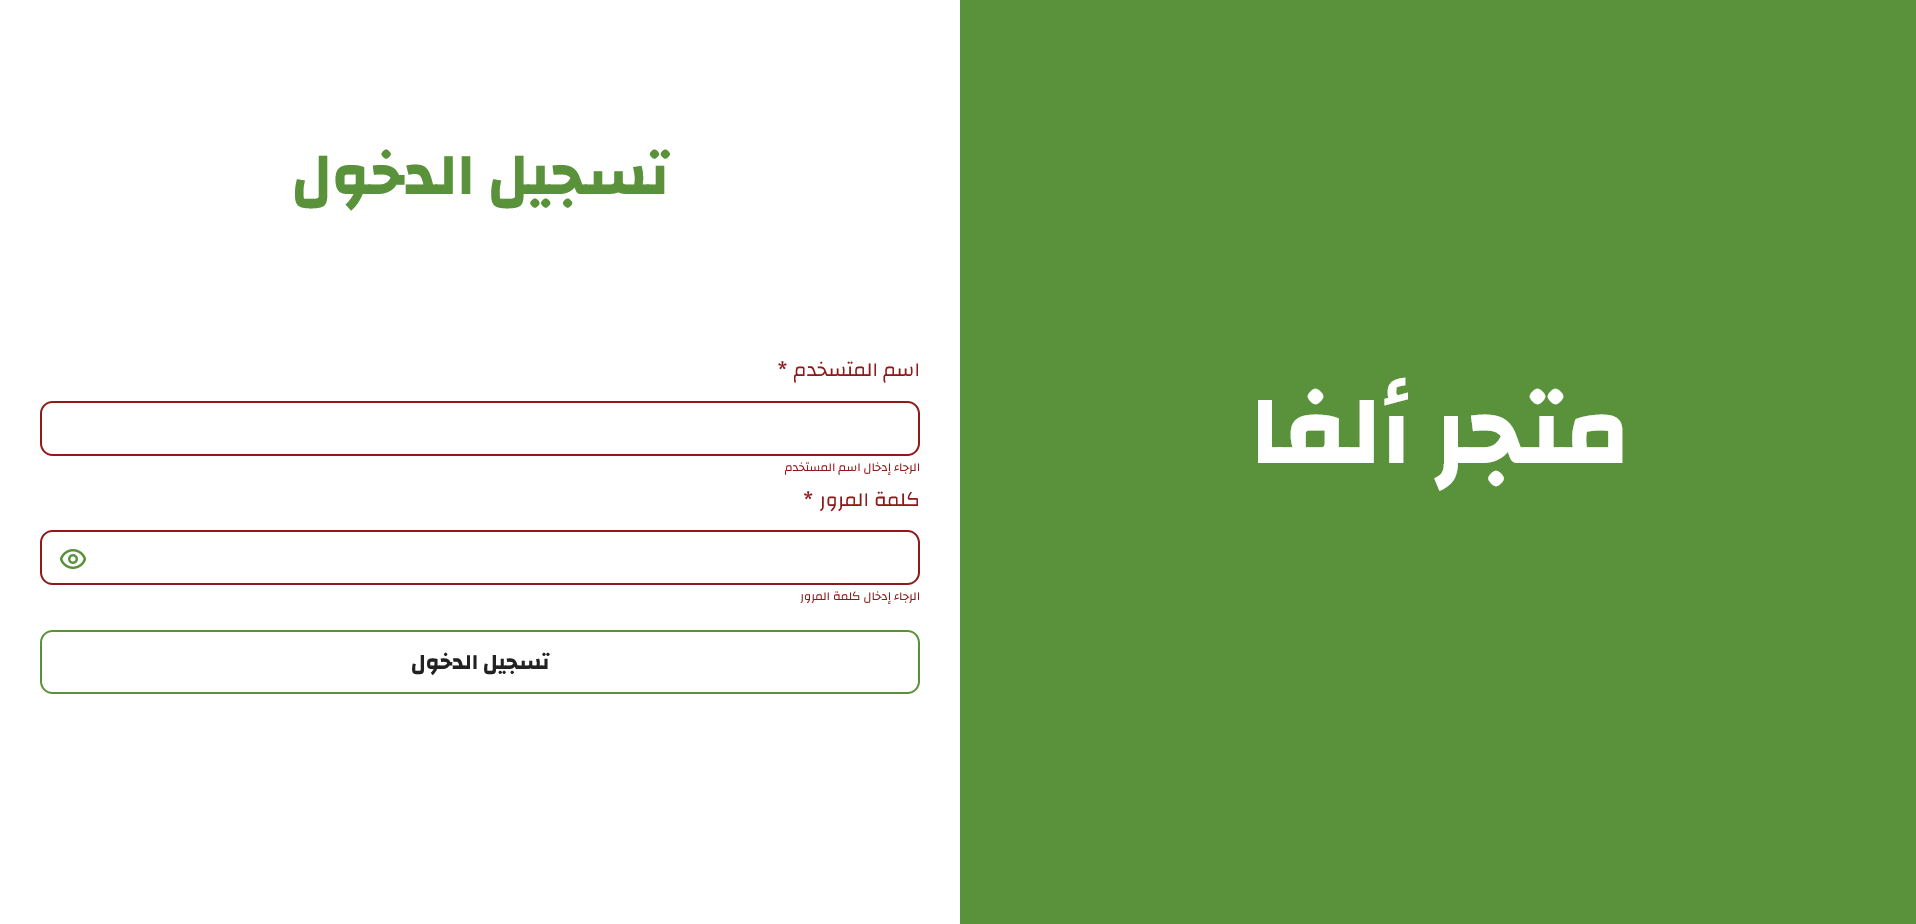 متجر ألفا
تسجيل الدخول
اسم المتسخدم *
الرجاء إدخال اسم المستخدم
كلمة المرور *
الرجاء إدخال كلمة المرور
تسجيل الدخول